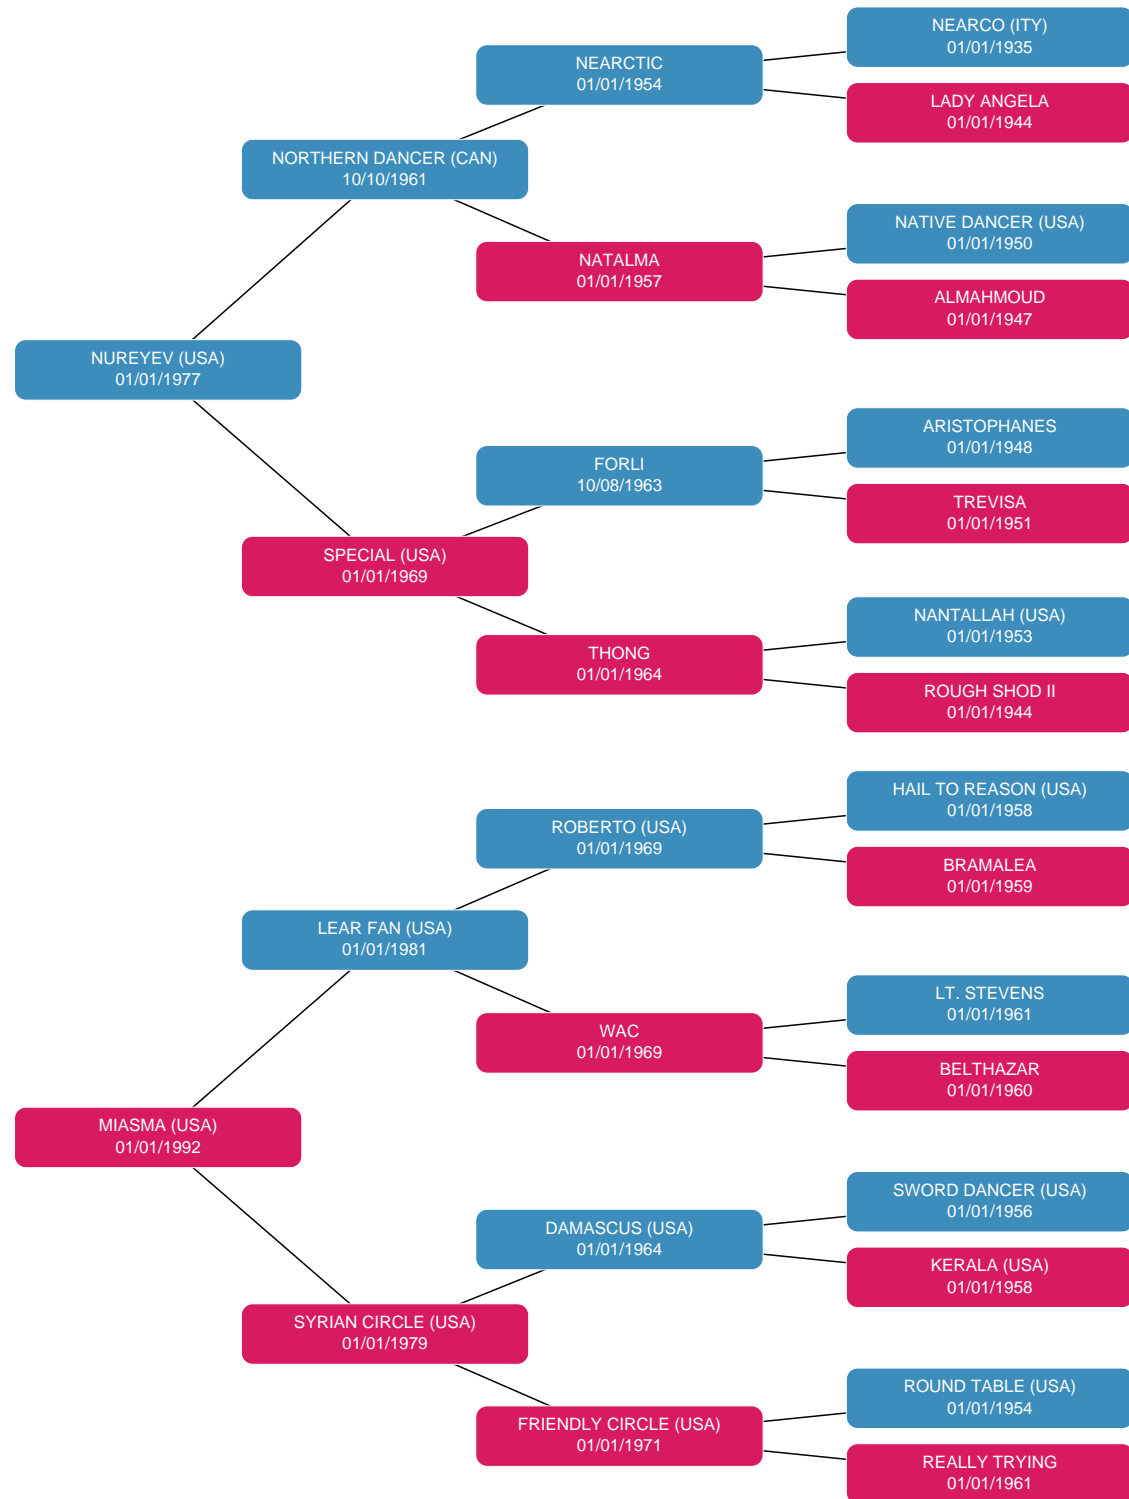 NEARCO (ITY)
01/01/1935
NEARCTIC
01/01/1954
LADY ANGELA
01/01/1944
NORTHERN DANCER (CAN)
10/10/1961
NATIVE DANCER (USA)
01/01/1950
NATALMA
01/01/1957
ALMAHMOUD
01/01/1947
NUREYEV (USA)
01/01/1977
ARISTOPHANES
01/01/1948
FORLI
10/08/1963
TREVISA
01/01/1951
SPECIAL (USA)
01/01/1969
NANTALLAH (USA)
01/01/1953
THONG
01/01/1964
ROUGH SHOD II
01/01/1944
HAIL TO REASON (USA)
01/01/1958
ROBERTO (USA)
01/01/1969
BRAMALEA
01/01/1959
LEAR FAN (USA)
01/01/1981
LT. STEVENS
01/01/1961
WAC
01/01/1969
BELTHAZAR
01/01/1960
MIASMA (USA)
01/01/1992
SWORD DANCER (USA)
01/01/1956
DAMASCUS (USA)
01/01/1964
KERALA (USA)
01/01/1958
SYRIAN CIRCLE (USA)
01/01/1979
ROUND TABLE (USA)
01/01/1954
FRIENDLY CIRCLE (USA)
01/01/1971
REALLY TRYING
01/01/1961